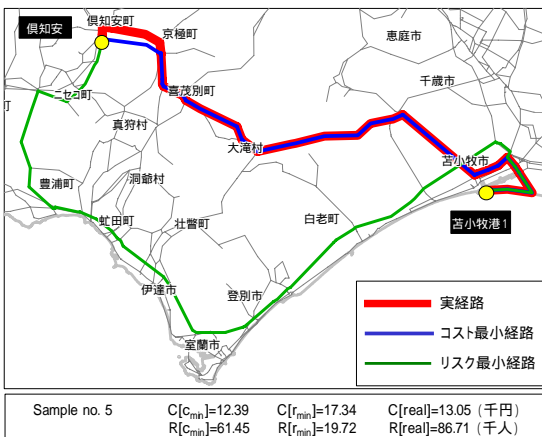 倶知安
倶知安町
京極町
恵庭市
千歳市
ニセコ町
町
喜茂別町
真狩村
大滝村
苫小牧市
豊浦町
洞爺村
虻田町
壮瞥町
白老町
苫小牧港1
伊達市
登別市
室蘭市
実経路
コスト最小経路
リスク最小経路
Sample no. 5 C[cmin]=12.39 C[rmin]=17.34 C[real]=13.05 (千円)
R[cmin]=61.45 R[rmin]=19.72 R[real]=86.71 (千人)